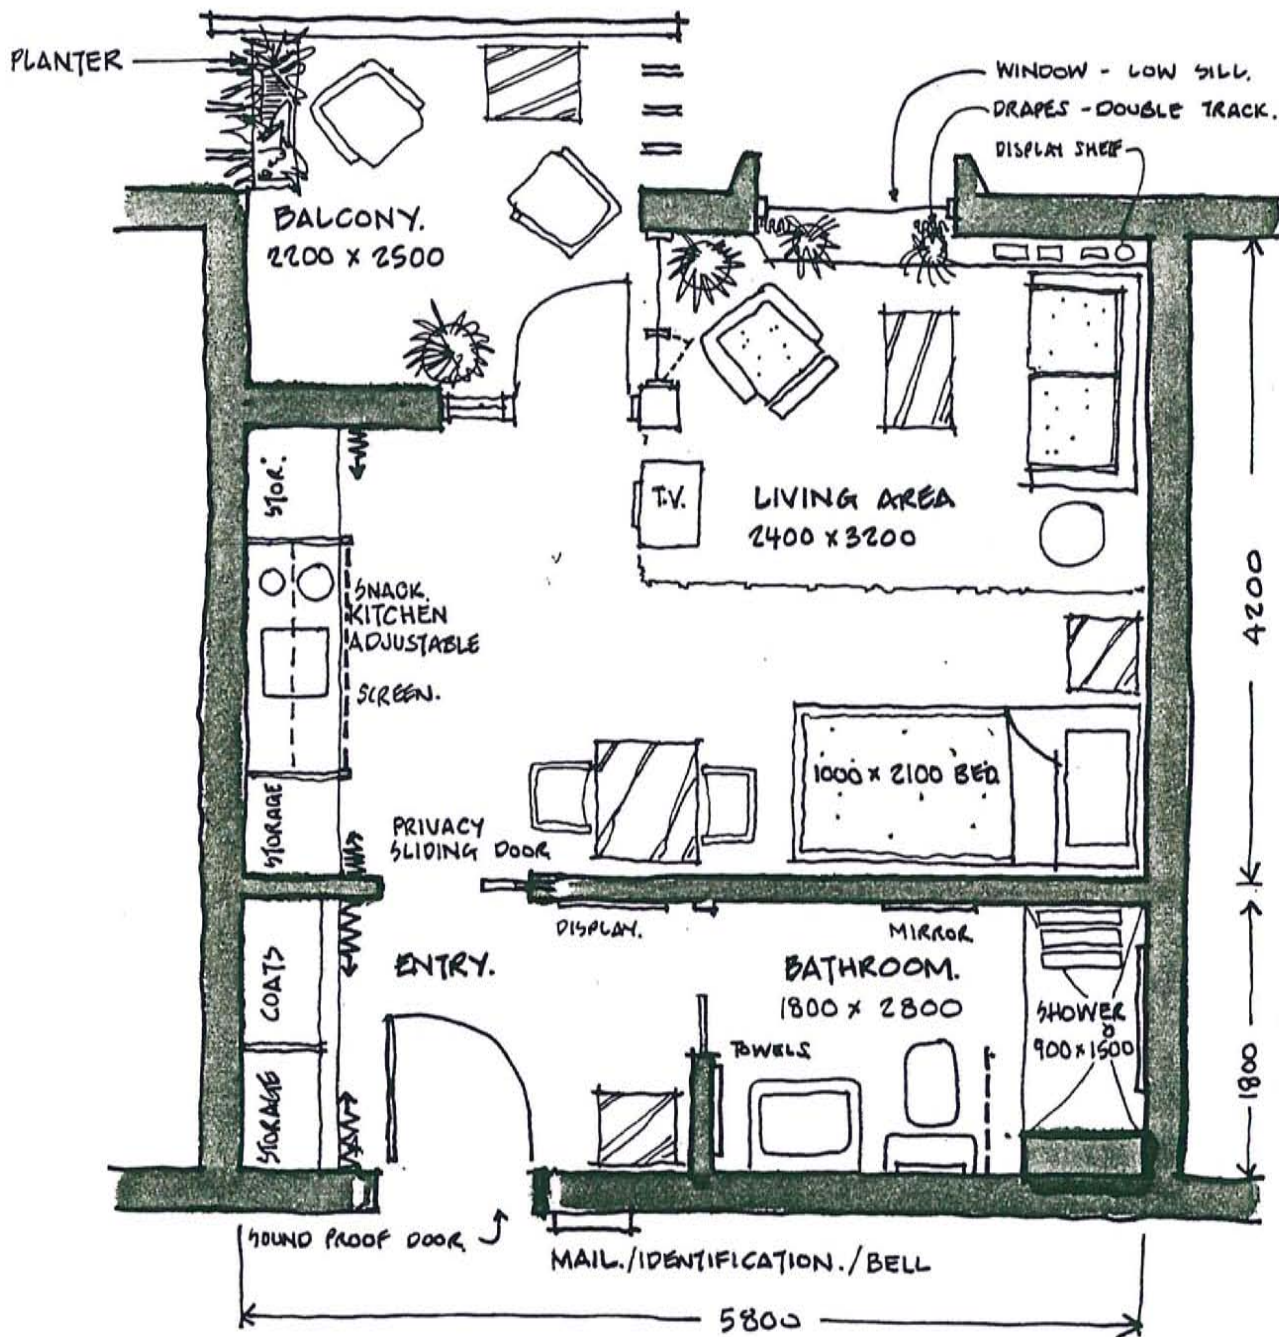 PLANTER
WINDOW - LOW SILL.
DRAPES - DOUBLE TRACK.
DISPLAY SHELF
BALCONY.
2200 x 2500
STOR.
T.V.
LIVING AREA
2400 x 3200
SNACK
KITCHEN
ADJUSTABLE
SCREEN.
4200
1000 x 2100 BED
STORAGE
PRIVACY
SLIDING DOOR
DISPLAY.
MIRROR
COATS
ENTRY.
BATHROOM.
1800 x 2800
SHOWER
900 x 1500
TOWELS
STORAGE
1800
SOUND PROOF DOOR
MAIL./IDENTIFICATION./BELL
5800